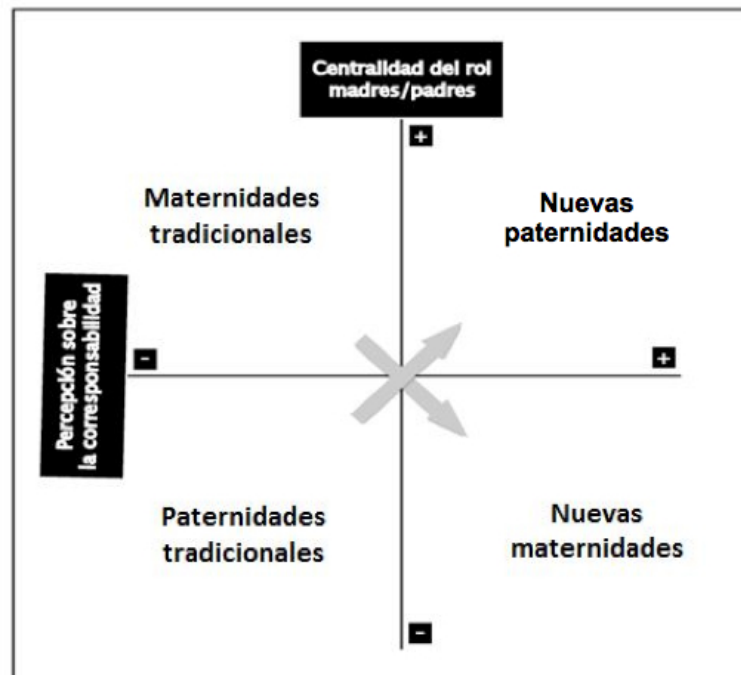 Centralidad del rol
madres/padres
+
Maternidades
tradicionales
Nuevas
paternidades
Percepción sobre
la corresponsabilidad
-
+
Paternidades
tradicionales
Nuevas
maternidades
-